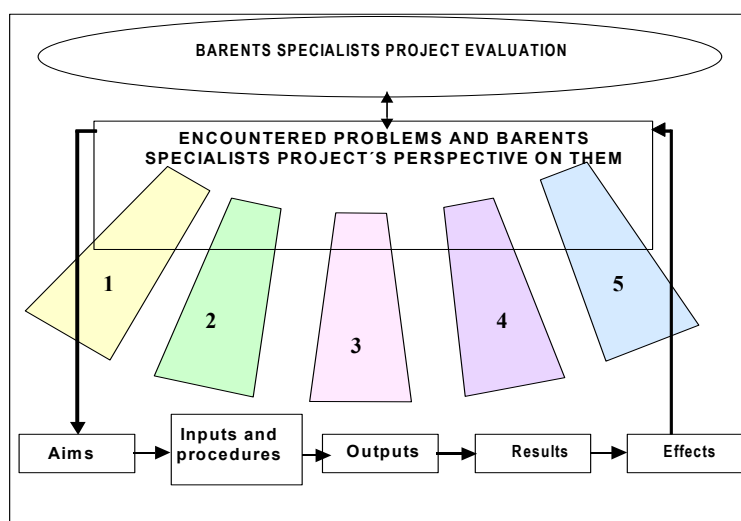 BARENTS SPECIALISTS PROJECT EVALUATION
ENCOUNTERED PROBLEMS AND BARENTS
SPECIALISTS PROJECT´S PERSPECTIVE ON THEM
1
2
3
4
5
Aims
Inputs and
procedures
Outputs
Results
Effects